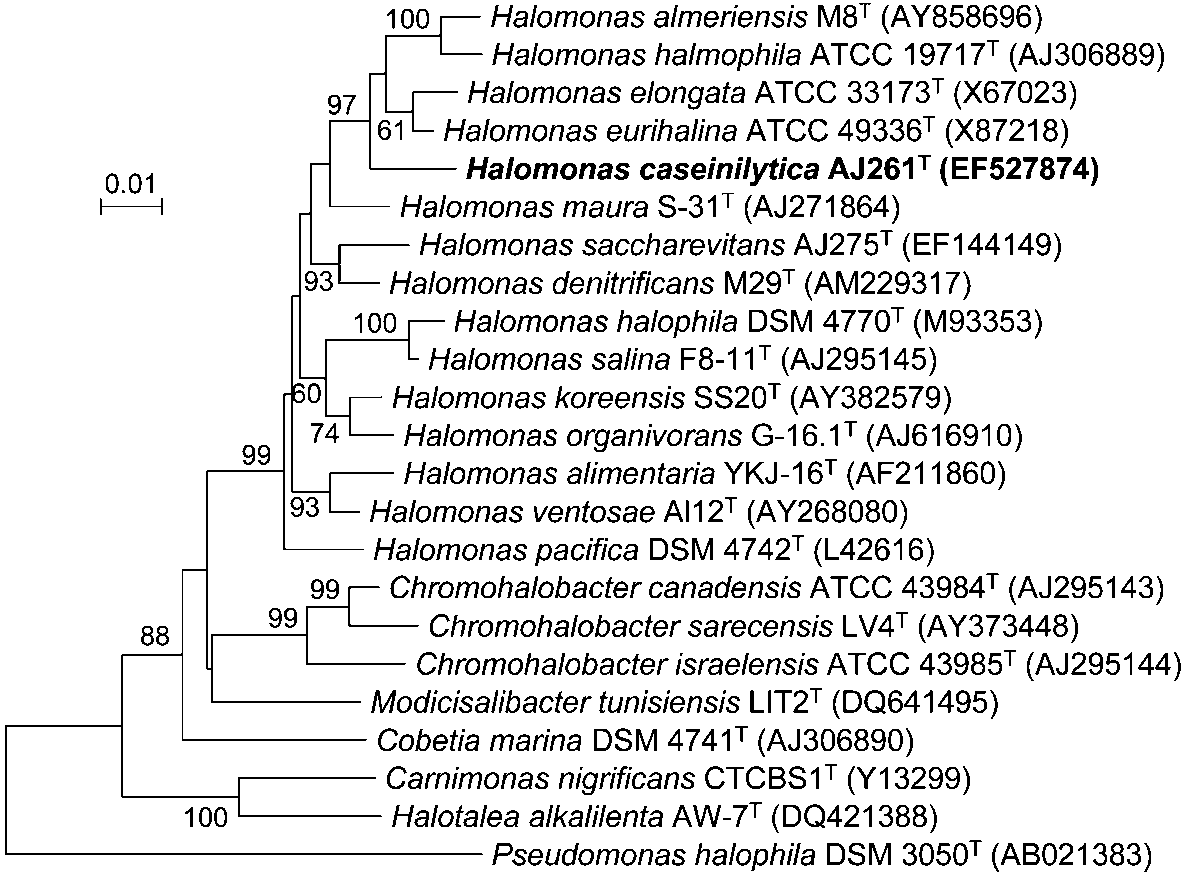 100 Halomonas almeriensis M8ᵀ (AY858696)
Halomonas halmophila ATCC 19717ᵀ (AJ306889)
97 Halomonas elongata ATCC 33173ᵀ (X67023)
61 Halomonas eurihalina ATCC 49336ᵀ (X87218)
Halomonas caseinilytica AJ261ᵀ (EF527874)
0.01
Halomonas maura S-31ᵀ (AJ271864)
Halomonas saccharevitans AJ275ᵀ (EF144149)
93 Halomonas denitrificans M29ᵀ (AM229317)
100 Halomonas halophila DSM 4770ᵀ (M93353)
Halomonas salina F8-11ᵀ (AJ295145)
60 Halomonas koreensis SS20ᵀ (AY382579)
74 Halomonas organivorans G-16.1ᵀ (AJ616910)
99 Halomonas alimentaria YKJ-16ᵀ (AF211860)
93 Halomonas ventosae Al12ᵀ (AY268080)
Halomonas pacifica DSM 4742ᵀ (L42616)
99 Chromohalobacter canadensis ATCC 43984ᵀ (AJ295143)
99 Chromohalobacter sarecensis LV4ᵀ (AY373448)
88 Chromohalobacter israelensis ATCC 43985ᵀ (AJ295144)
Modicisalibacter tunisiensis LIT2ᵀ (DQ641495)
Cobetia marina DSM 4741ᵀ (AJ306890)
Carnimonas nigrificans CTCBS1ᵀ (Y13299)
100 Halotalea alkalilenta AW-7ᵀ (DQ421388)
Pseudomonas halophila DSM 3050ᵀ (AB021383)